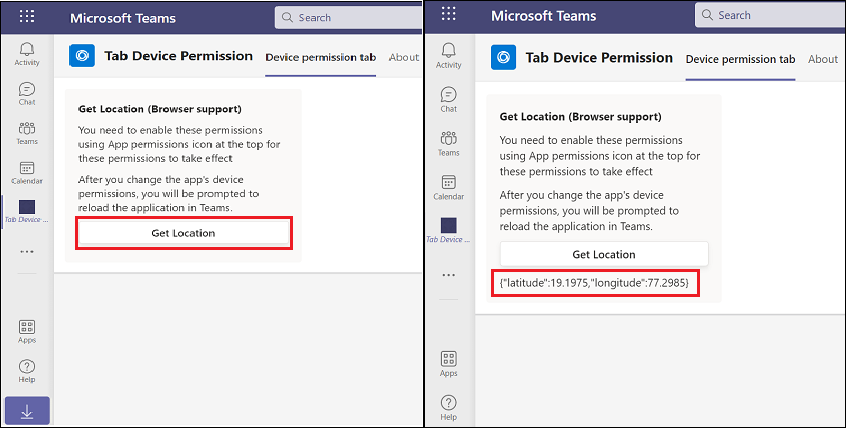 Microsoft Teams
Search
Activity
Chat
Teams
Calendar
Tab Device ...
Apps
Help
Tab Device Permission
Device permission tab
About
Get Location (Browser support)
You need to enable these permissions
using App permissions icon at the top for
these permissions to take effect
After you change the app's device
permissions, you will be prompted to
reload the application in Teams.
Get Location
Microsoft Teams
Search
Activity
Chat
Teams
Calendar
Tab Device ...
Apps
Help
Tab Device Permission
Device permission tab
About
Get Location (Browser support)
You need to enable these permissions
using App permissions icon at the top for
these permissions to take effect
After you change the app's device
permissions, you will be prompted to
reload the application in Teams.
Get Location
{"latitude":19.1975,"longitude":77.2985}